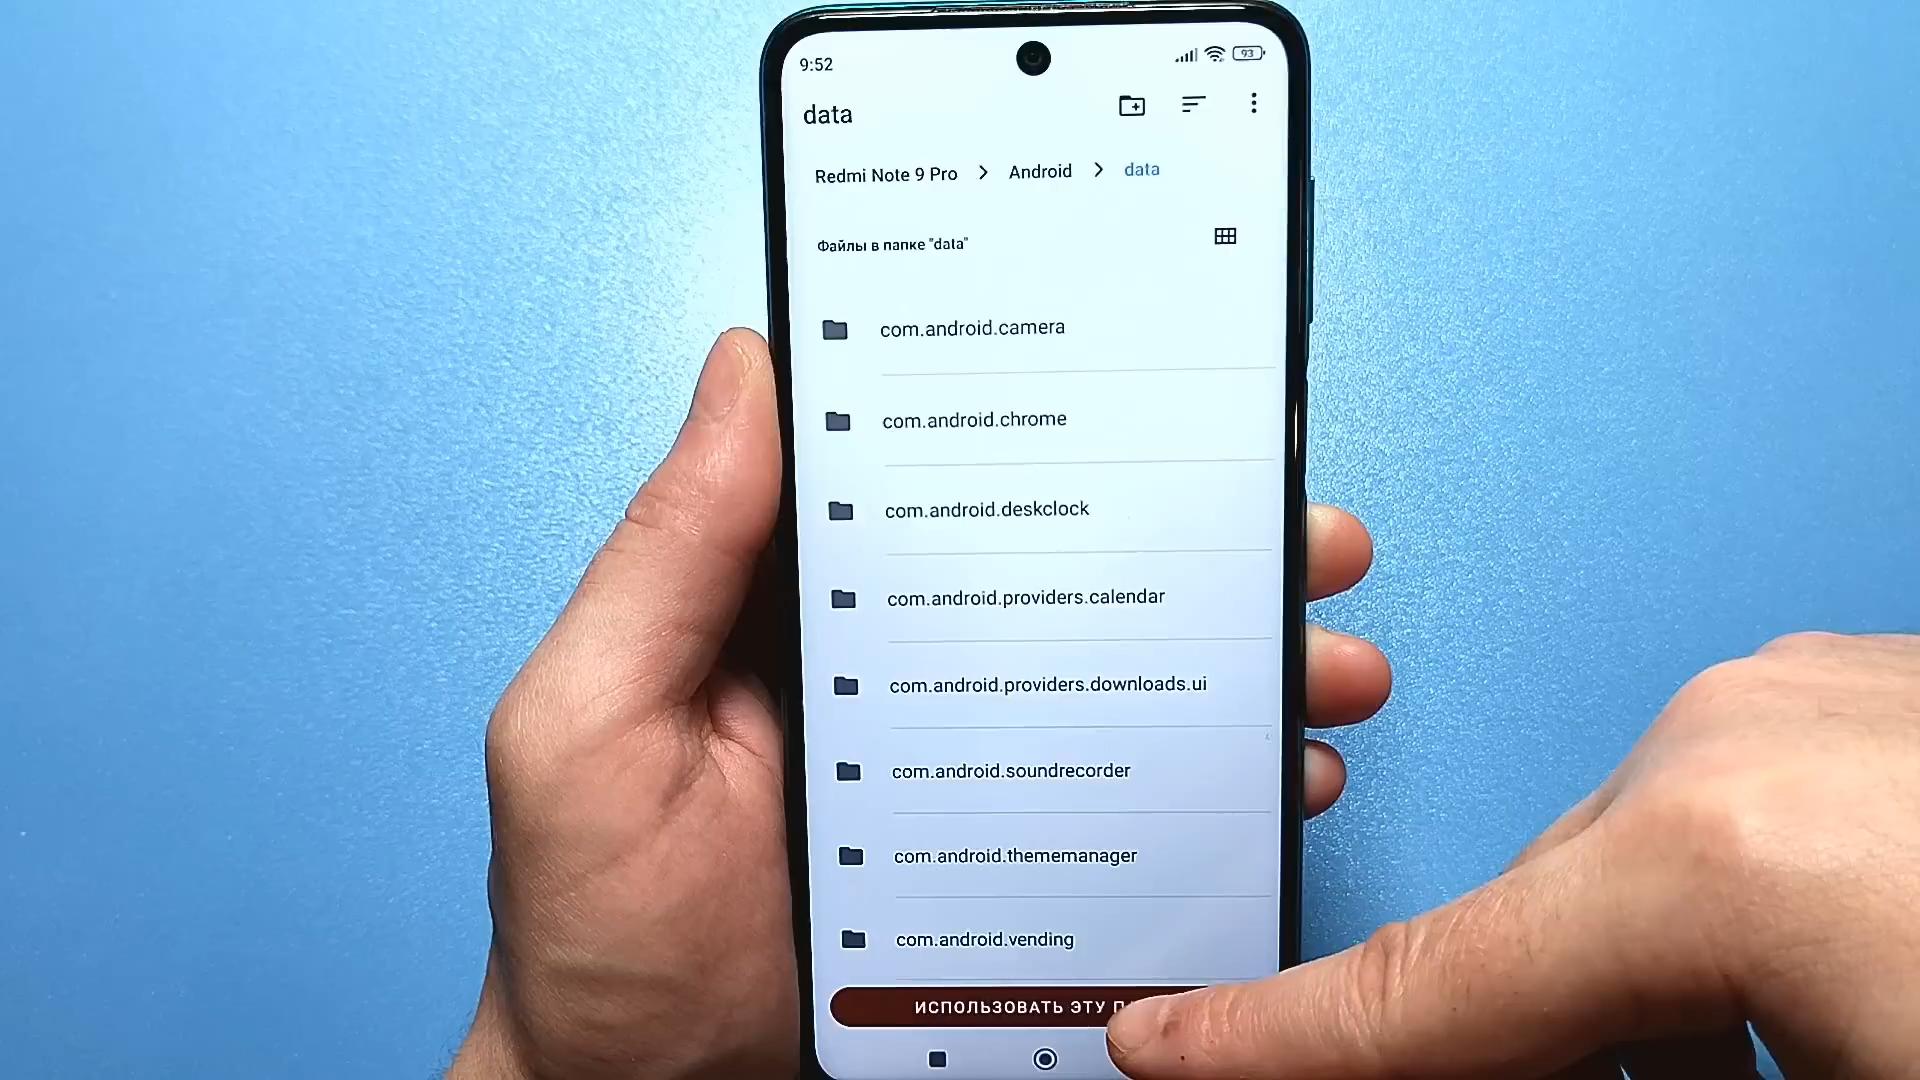 9:52
93
data
Redmi Note 9 Pro > Android > data
Файлы в папке "data"
com.android.camera
com.android.chrome
com.android.deskclock
com.android.providers.calendar
com.android.providers.downloads.ui
com.android.soundrecorder
com.android.thememanager
com.android.vending
ИСПОЛЬЗОВАТЬ ЭТУ